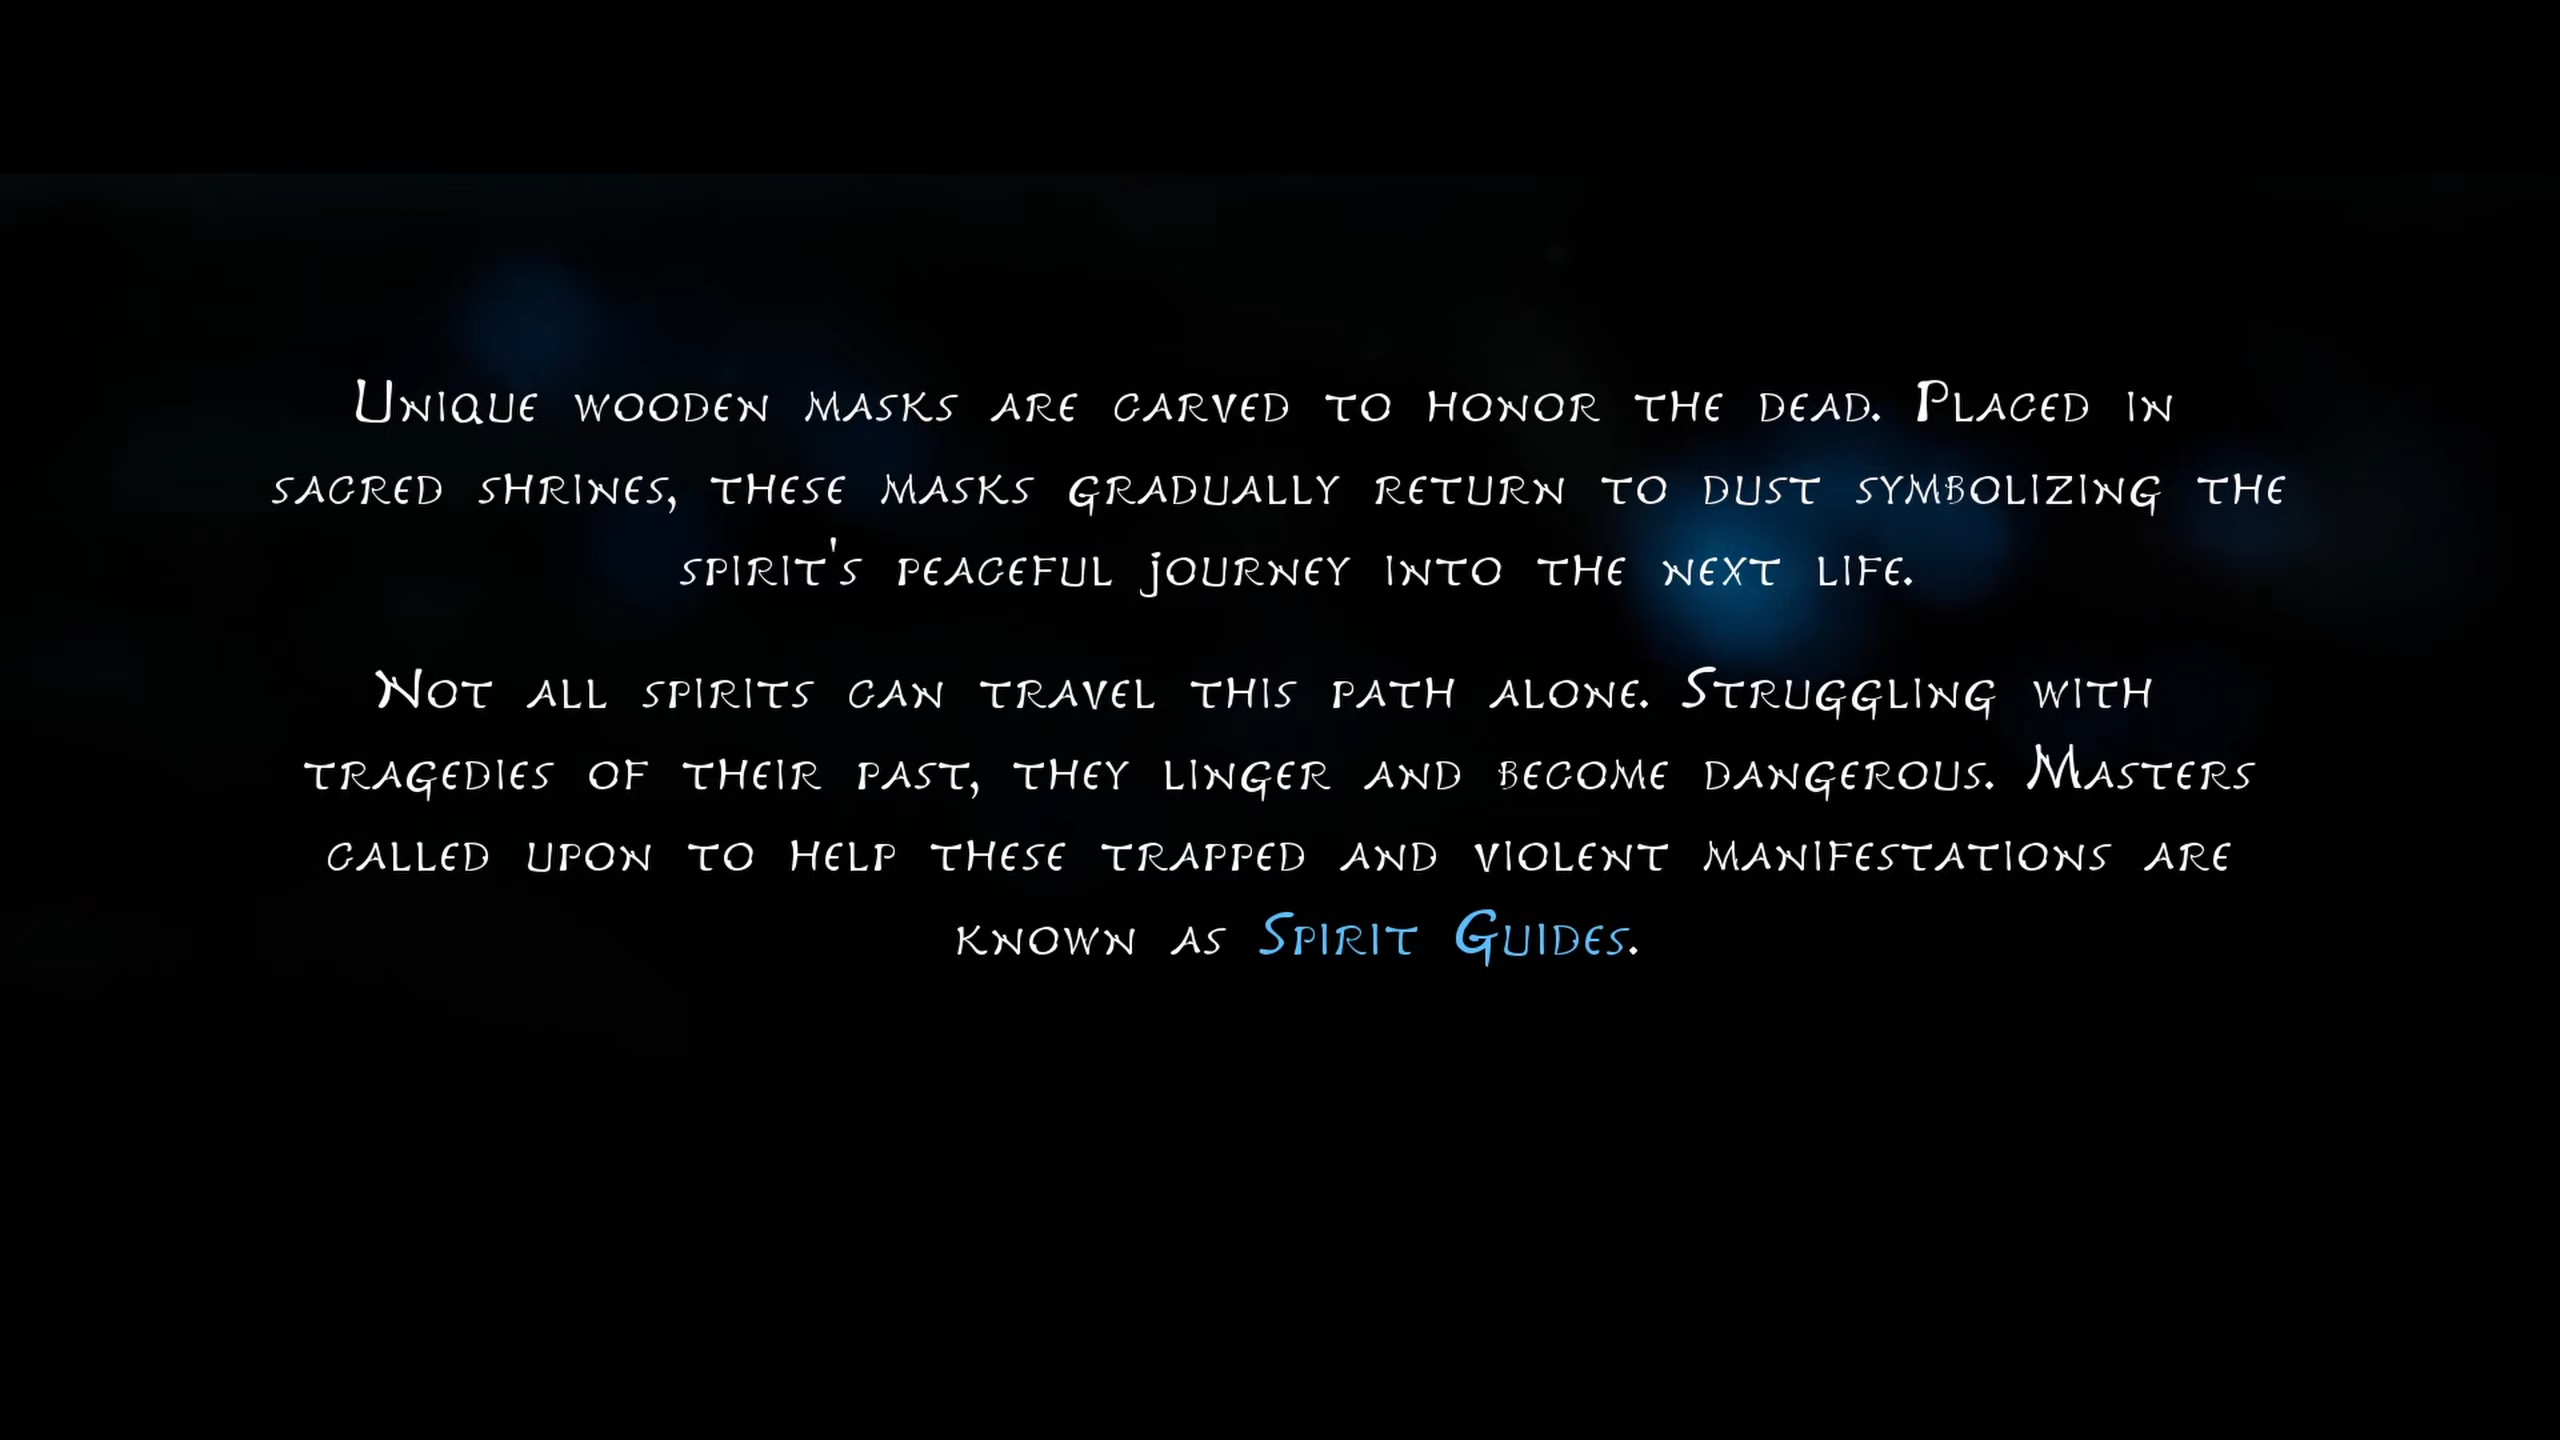 Unique wooden masks are carved to honor the dead. Placed in
sacred shrines, these masks gradually return to dust symbolizing the
spirit's peaceful journey into the next life.
Not all spirits can travel this path alone. Struggling with
tragedies of their past, they linger and become dangerous. Masters
called upon to help these trapped and violent manifestations are
known as Spirit Guides.